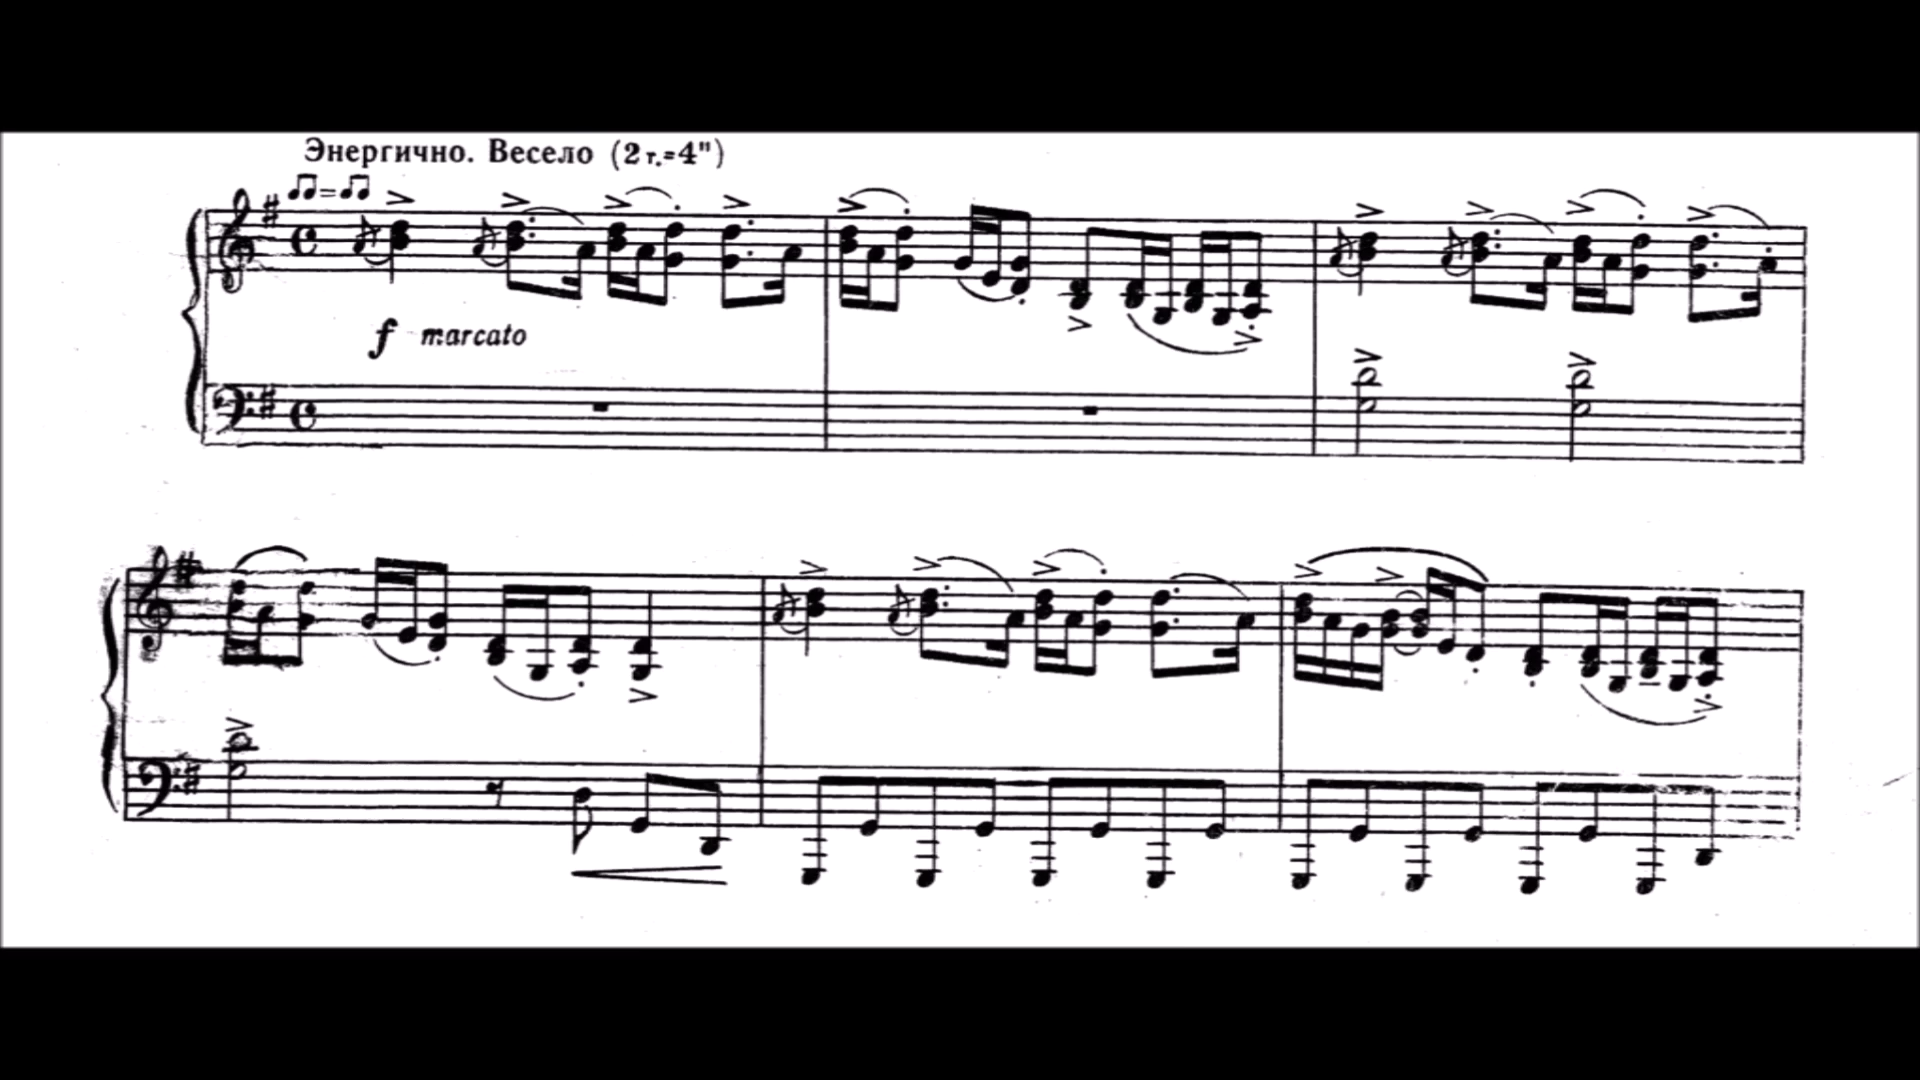 Энергично. Весело (2 т.=4")
f marcato